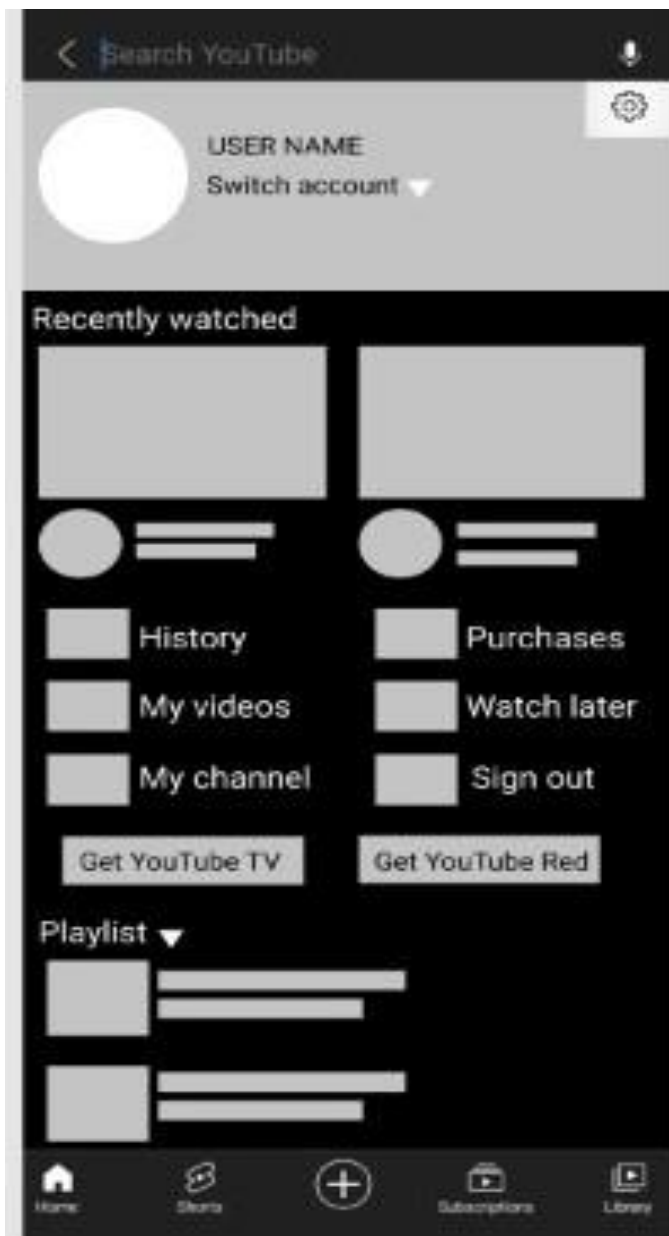 Search YouTube
USER NAME
Switch account
Recently watched
History
Purchases
My videos
Watch later
My channel
Sign out
Get YouTube TV
Get YouTube Red
Playlist
Home
Shorts
Subscriptions
Library